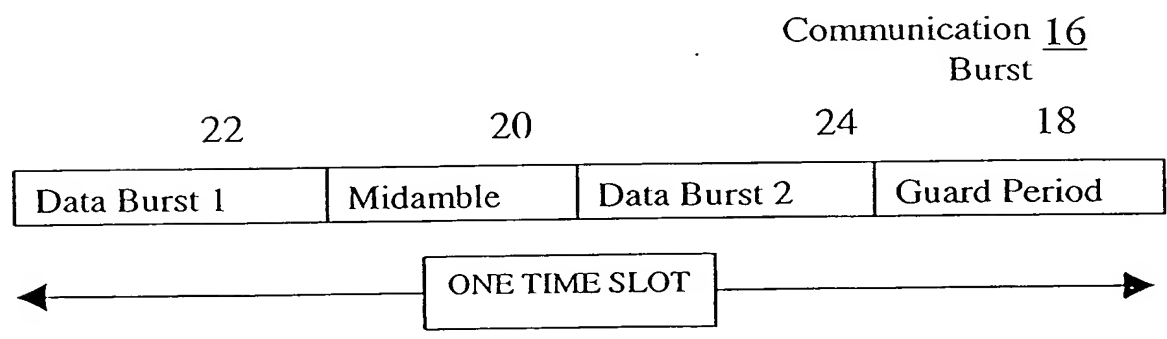 Communication 16
Burst
22 20 24 18
Data Burst 1 Midamble Data Burst 2 Guard Period
ONE TIME SLOT